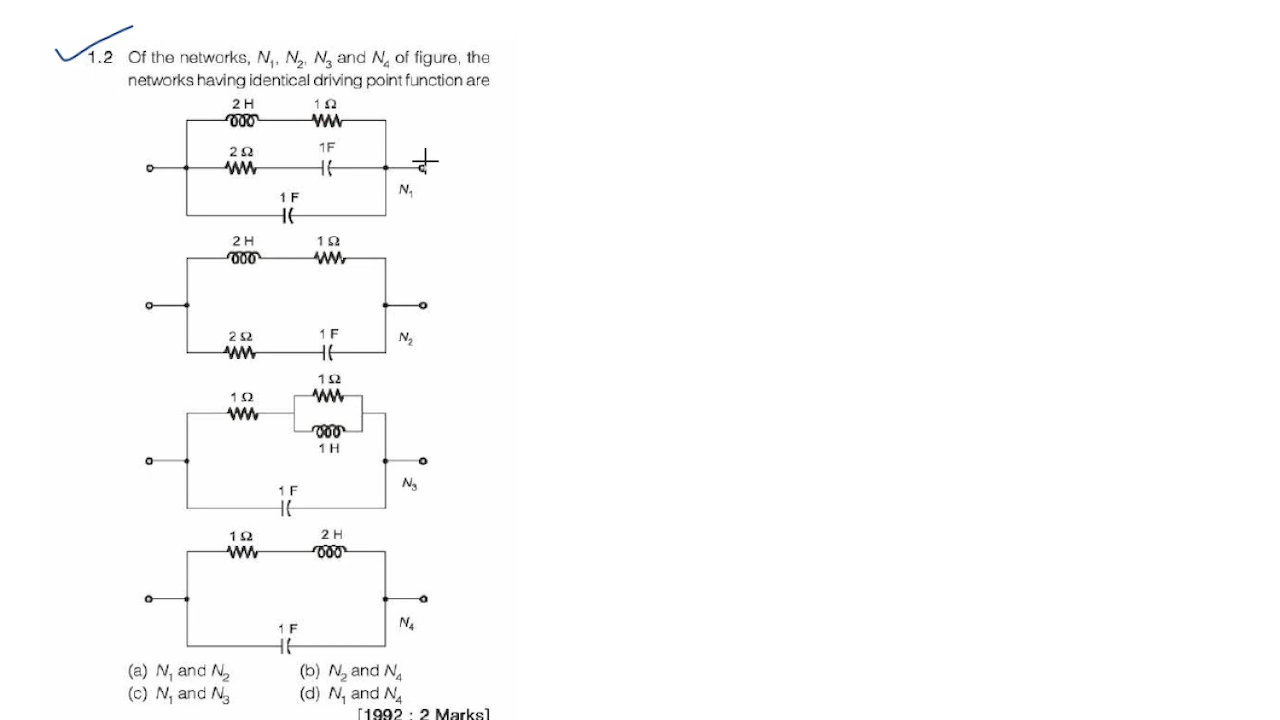 1.2 Of the networks, N₁, N₂, N₃ and N₄ of figure, the
networks having identical driving point function are
2 H 1 Ω
2 Ω 1F
1 F
N₁
2 H 1 Ω
2 Ω 1 F
N₂
1 Ω
1 Ω
1 H
1 F
N₃
1 Ω 2 H
1 F
N₄
(a) N₁ and N₂ (b) N₂ and N₄
(c) N₁ and N₃ (d) N₁ and N₄
[1992 : 2 Marks]